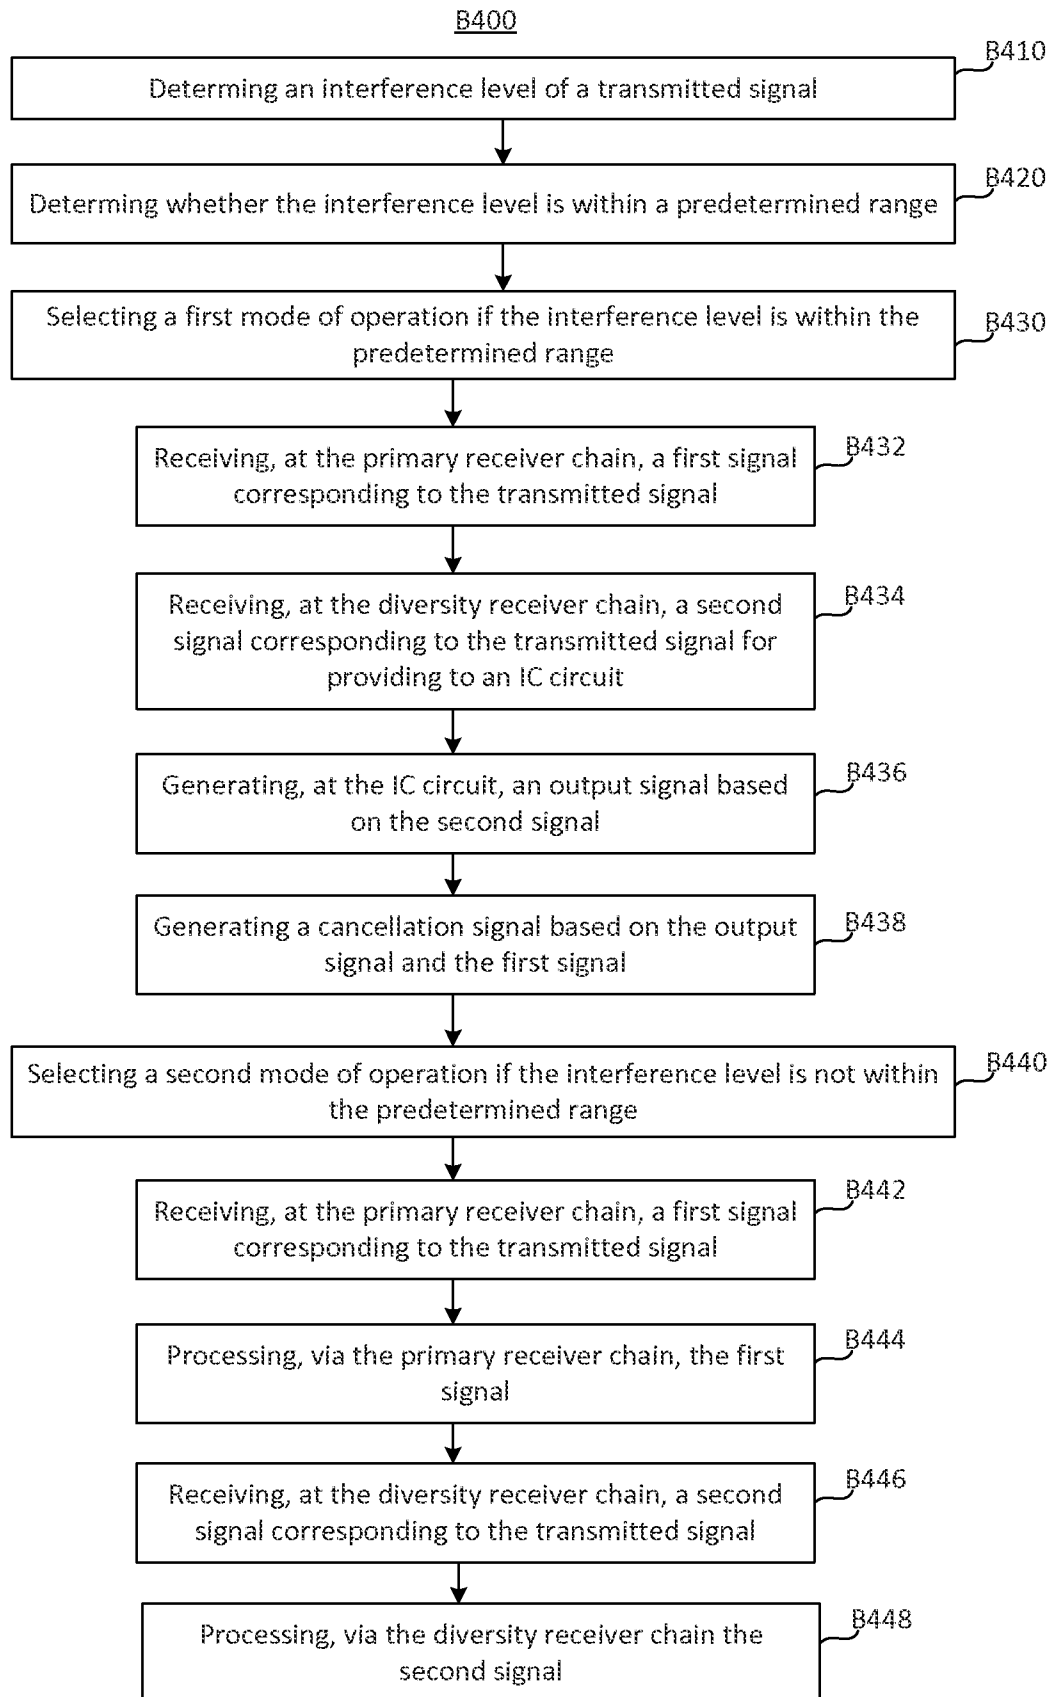 B400
B410
Determing an interference level of a transmitted signal
B420
Determing whether the interference level is within a predetermined range
Selecting a first mode of operation if the interference level is within the
predetermined range
B430
Receiving, at the primary receiver chain, a first signal
corresponding to the transmitted signal
B432
Receiving, at the diversity receiver chain, a second
signal corresponding to the transmitted signal for
providing to an IC circuit
B434
Generating, at the IC circuit, an output signal based
on the second signal
B436
Generating a cancellation signal based on the output
signal and the first signal
B438
Selecting a second mode of operation if the interference level is not within
the predetermined range
B440
Receiving, at the primary receiver chain, a first signal
corresponding to the transmitted signal
B442
Processing, via the primary receiver chain, the first
signal
B444
Receiving, at the diversity receiver chain, a second
signal corresponding to the transmitted signal
B446
Processing, via the diversity receiver chain the
second signal
B448